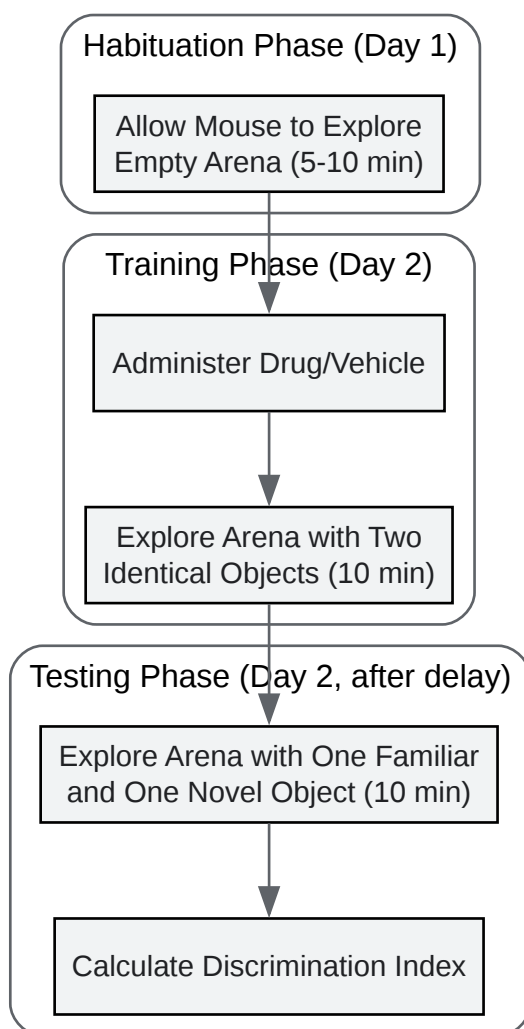 Habituation Phase (Day 1)
Allow Mouse to Explore
Empty Arena (5-10 min)
Training Phase (Day 2)
Administer Drug/Vehicle
Explore Arena with Two
Identical Objects (10 min)
Testing Phase (Day 2, after delay)
Explore Arena with One Familiar
and One Novel Object (10 min)
Calculate Discrimination Index